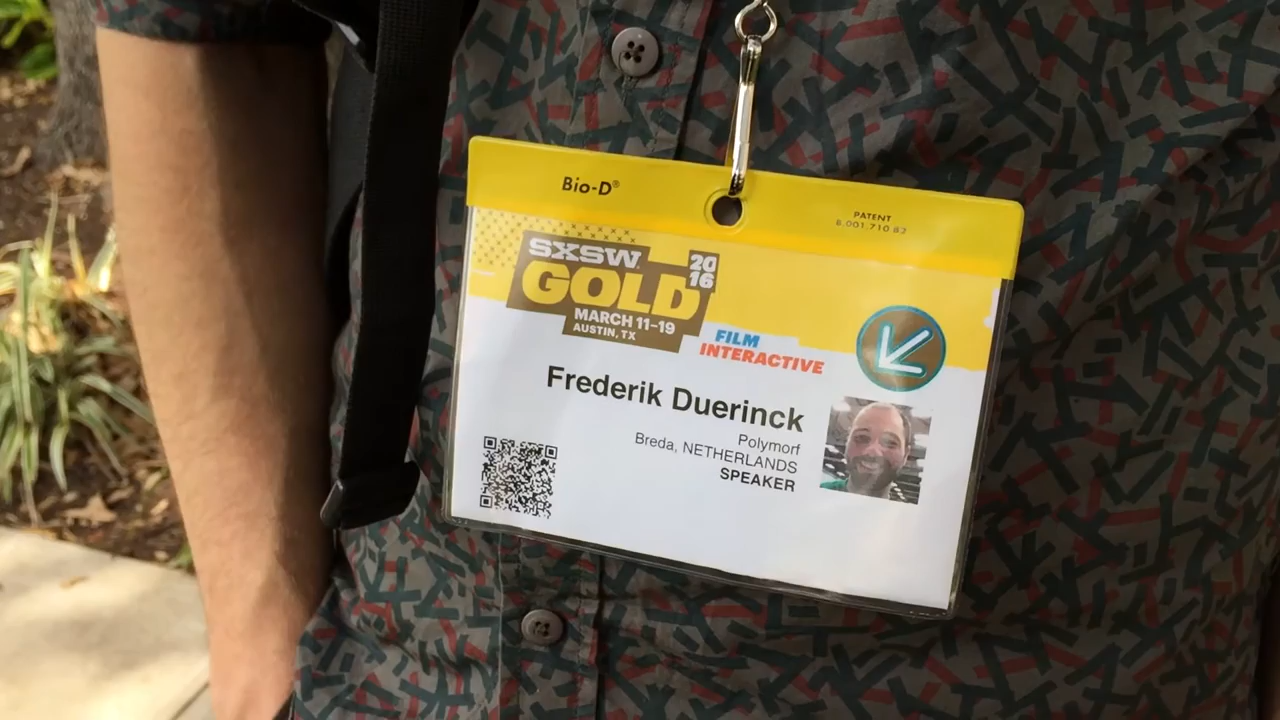 Bio-D®
PATENT
6.001.710 82
SXSW
2016
GOLD
MARCH 11-19
AUSTIN, TX
FILM
INTERACTIVE
Frederik Duerinck
Polymorf
Breda, NETHERLANDS
SPEAKER